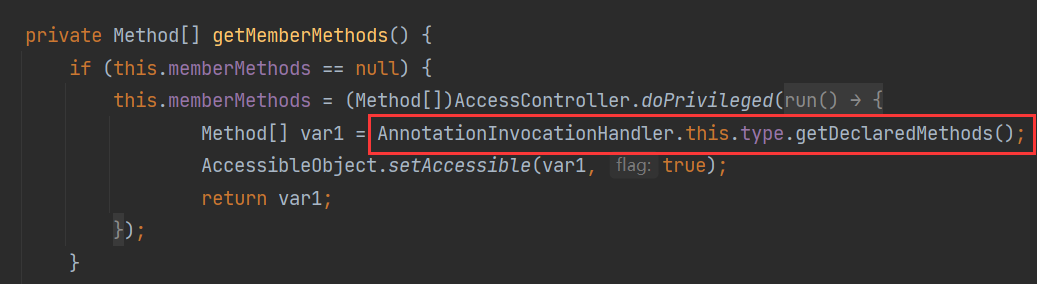 private Method[] getMemberMethods() {
if (this.memberMethods == null) {
this.memberMethods = (Method[])AccessController.doPrivileged(run() → {
Method[] var1 = AnnotationInvocationHandler.this.type.getDeclaredMethods();
AccessibleObject.setAccessible(var1, flag: true);
return var1;
});
}